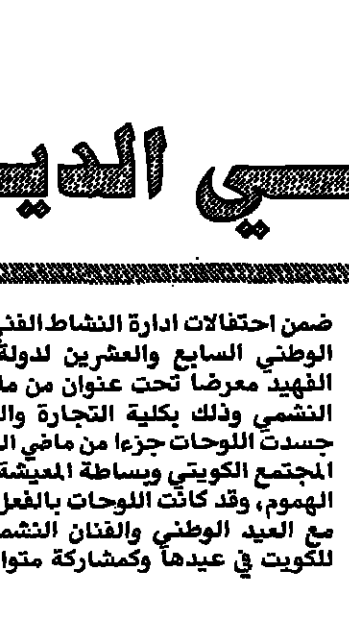 ـي الديـ
ضمن احتفالات ادارة النشاط الفني
الوطني السابع والعشرين لدولة
الفهيد معرضا تحت عنوان من ما
النشمي وذلك بكلية التجارة وال
جسدت اللوحات جزءا من ماضي ال
المجتمع الكويتي وبساطة المعيشة
الهموم، وقد كانت اللوحات بالفعل
مع العيد الوطني والفنان النشم
للكويت في عيدها وكمشاركة متوا